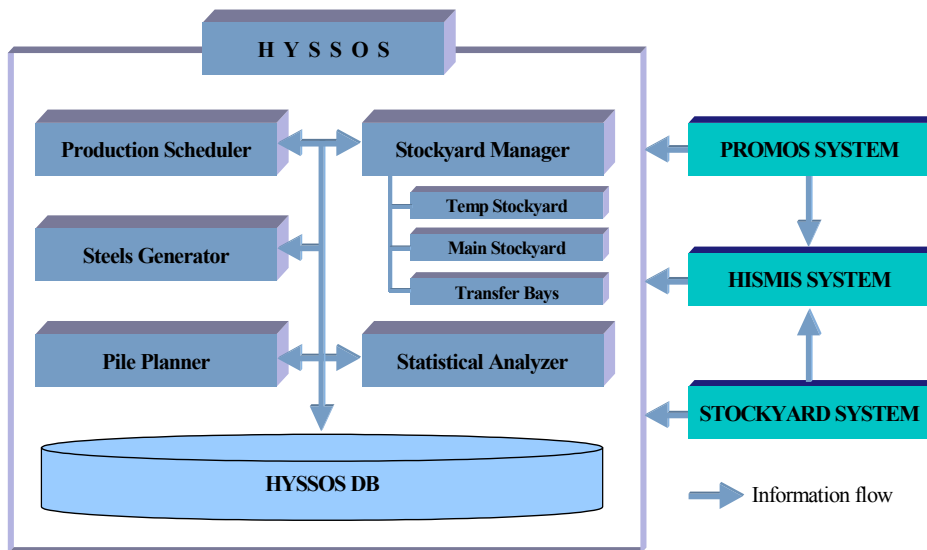 H Y S S O S
Production Scheduler
Stockyard Manager
PROMOS SYSTEM
Temp Stockyard
Steels Generator
Main Stockyard
HISMIS SYSTEM
Transfer Bays
Pile Planner
Statistical Analyzer
STOCKYARD SYSTEM
HYSSOS DB
Information flow